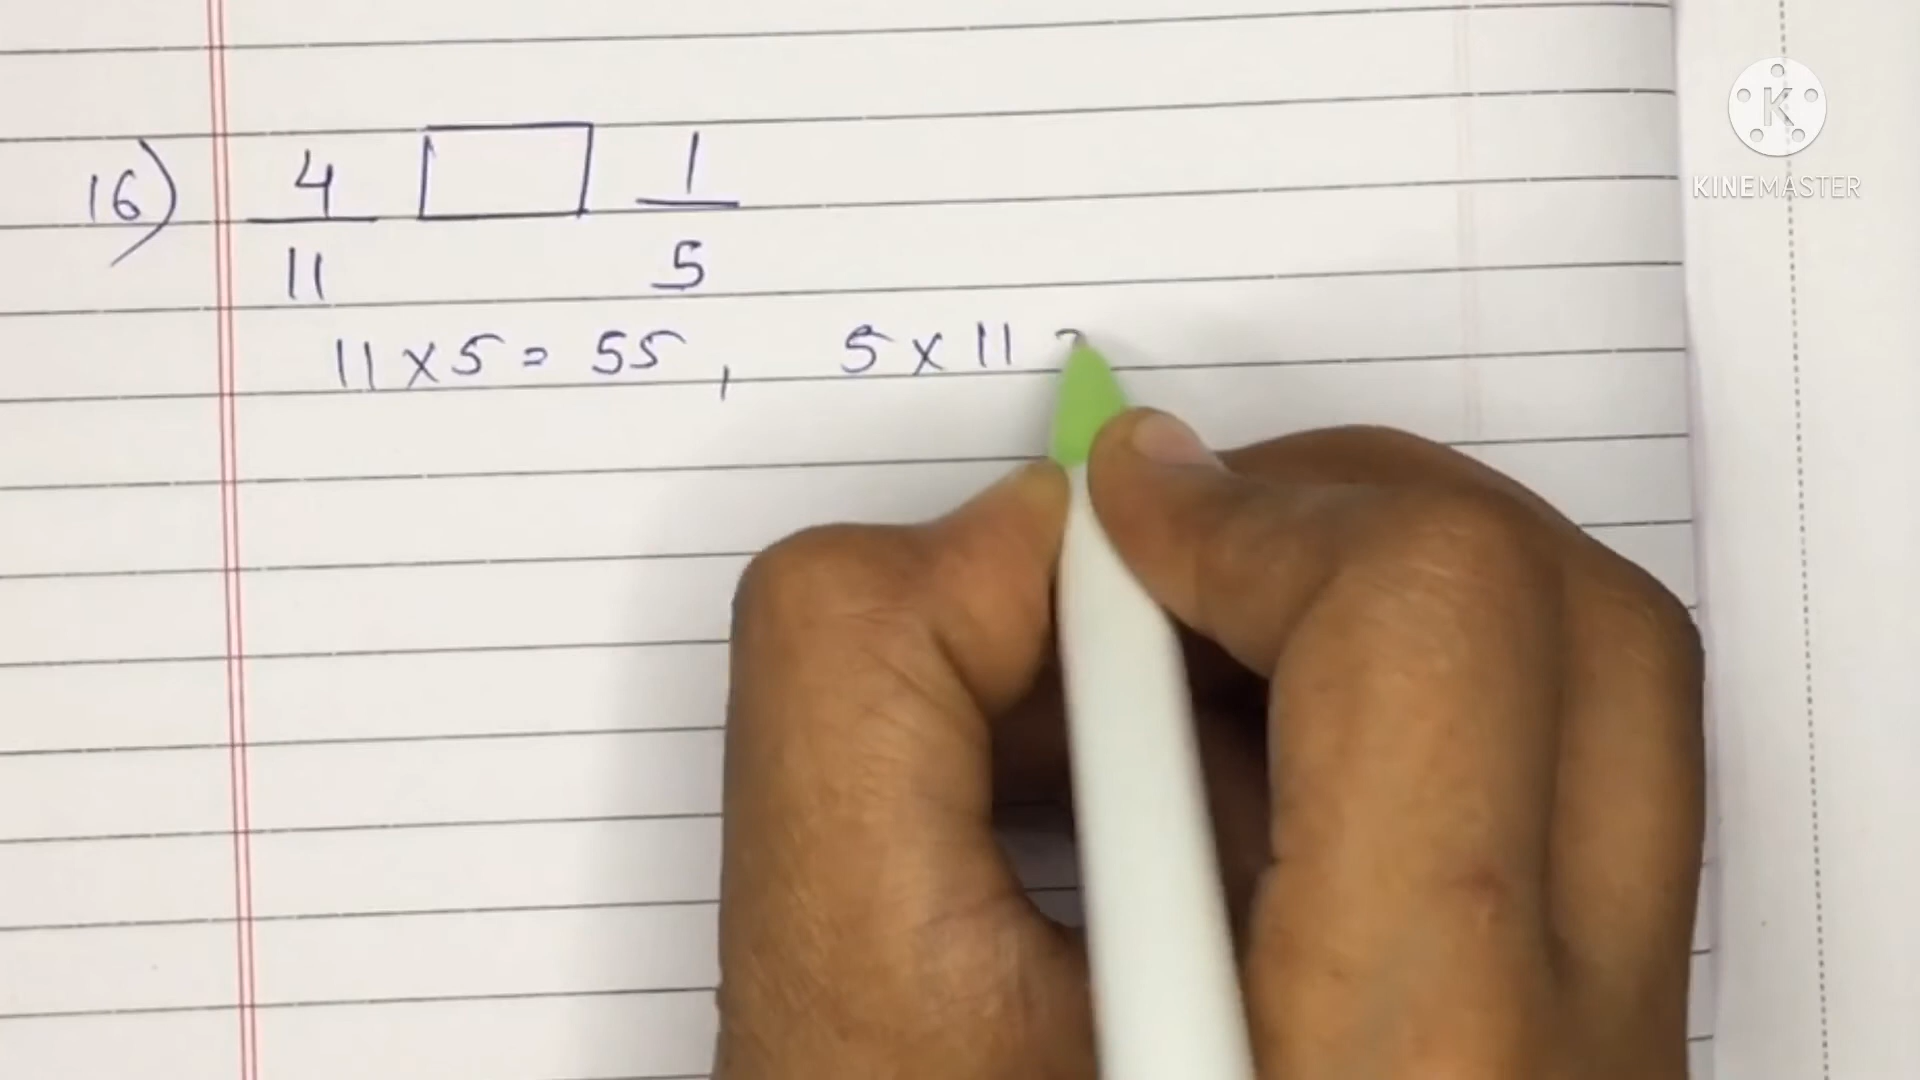 16) 4/11 □ 1/5
11 x 5 = 55, 5 x 11 =
K
KINEMASTER